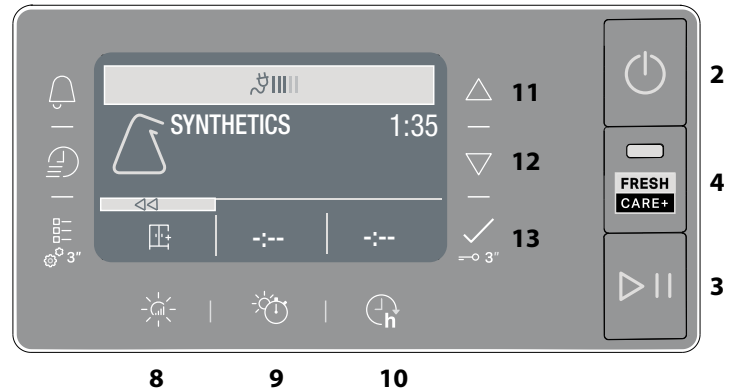 2
11
SYNTHETICS 1:35
12
FRESH
CARE+
4
-:-- -:--
3" 3" 13
3
h
8 9 10